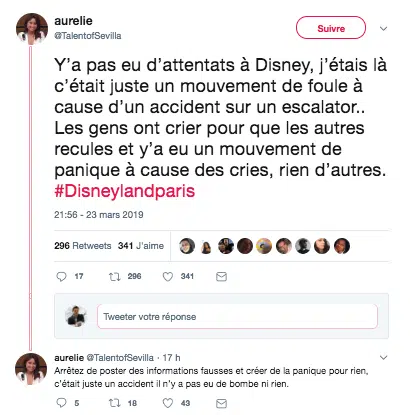 aurelie
@TalentofSevilla
Suivre
Y’a pas eu d’attentats à Disney, j’étais là
c’était juste un mouvement de foule à
cause d’un accident sur un escalator..
Les gens ont crier pour que les autres
recules et y’a eu un mouvement de
panique à cause des cries, rien d’autres.
#Disneylandparis
21:56 - 23 mars 2019
296 Retweets 341 J'aime
17 296 341
Tweeter votre réponse
aurelie @TalentofSevilla · 17 h
Arrêtez de poster des informations fausses et créer de la panique pour rien,
c’était juste un accident il n’y a pas eu de bombe ni rien.
5 18 43